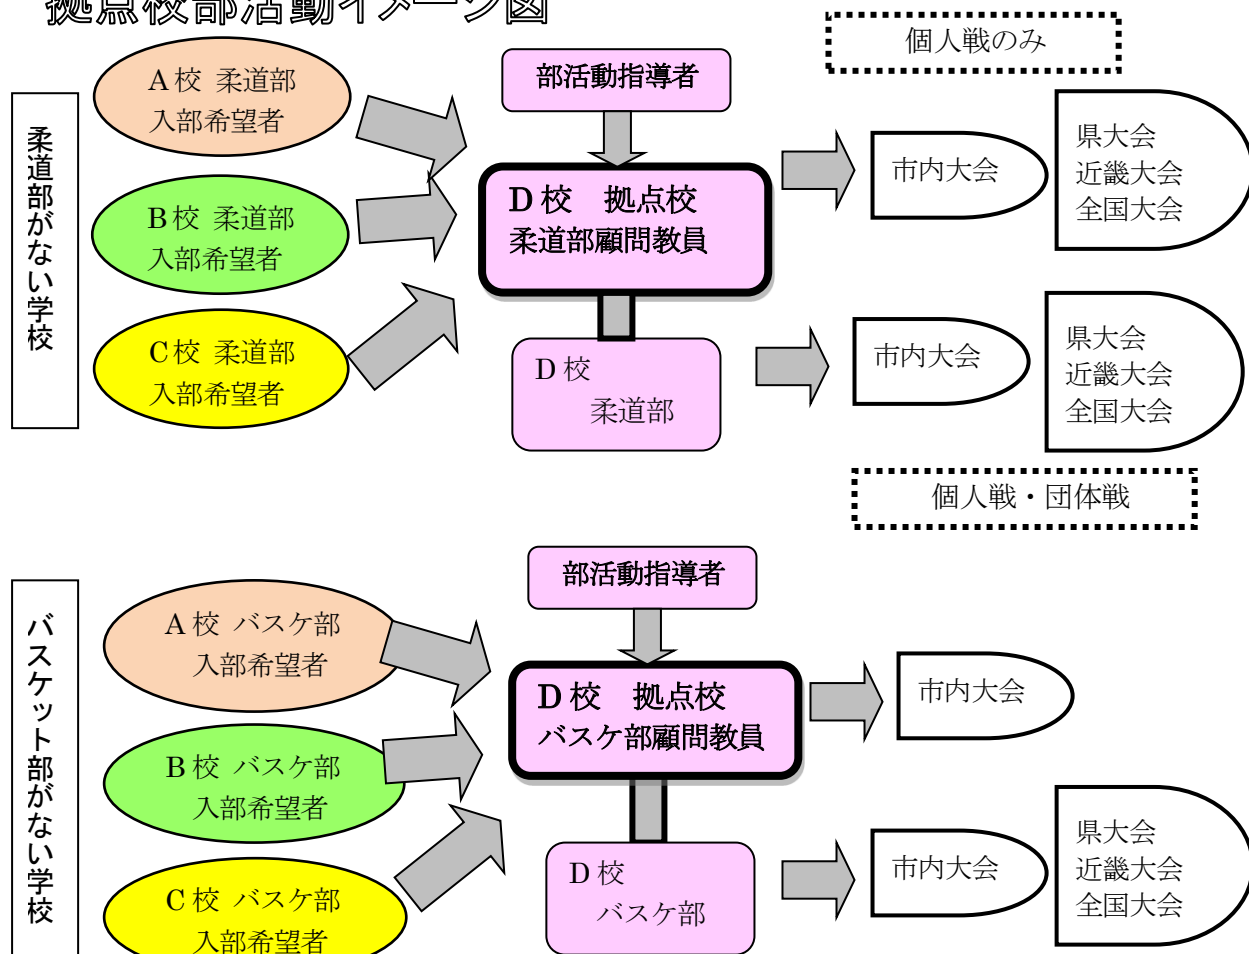 拠点校部活動イメージ図
個人戦のみ
柔道部がない学校
A校 柔道部
入部希望者
B校 柔道部
入部希望者
C校 柔道部
入部希望者
部活動指導者
D校 拠点校
柔道部顧問教員
D校
柔道部
市内大会
県大会
近畿大会
全国大会
市内大会
県大会
近畿大会
全国大会
個人戦・団体戦
バスケット部がない学校
A校 バスケ部
入部希望者
B校 バスケ部
入部希望者
C校 バスケ部
入部希望者
部活動指導者
D校 拠点校
バスケ部顧問教員
D校
バスケ部
市内大会
市内大会
県大会
近畿大会
全国大会